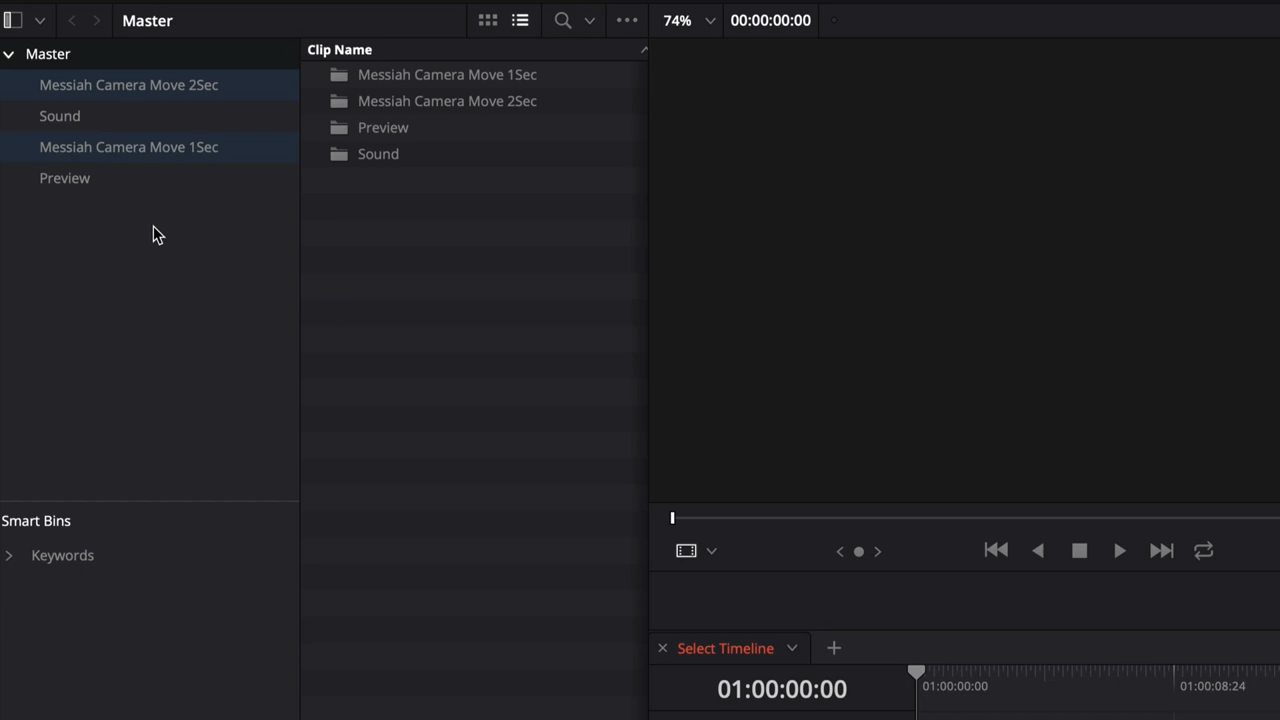 Master
74%
00:00:00:00
Master
Messiah Camera Move 2Sec
Sound
Messiah Camera Move 1Sec
Preview
Clip Name
Messiah Camera Move 1Sec
Messiah Camera Move 2Sec
Preview
Sound
Smart Bins
Keywords
Select Timeline
01:00:00:00
01:00:00:00
01:00:08:24